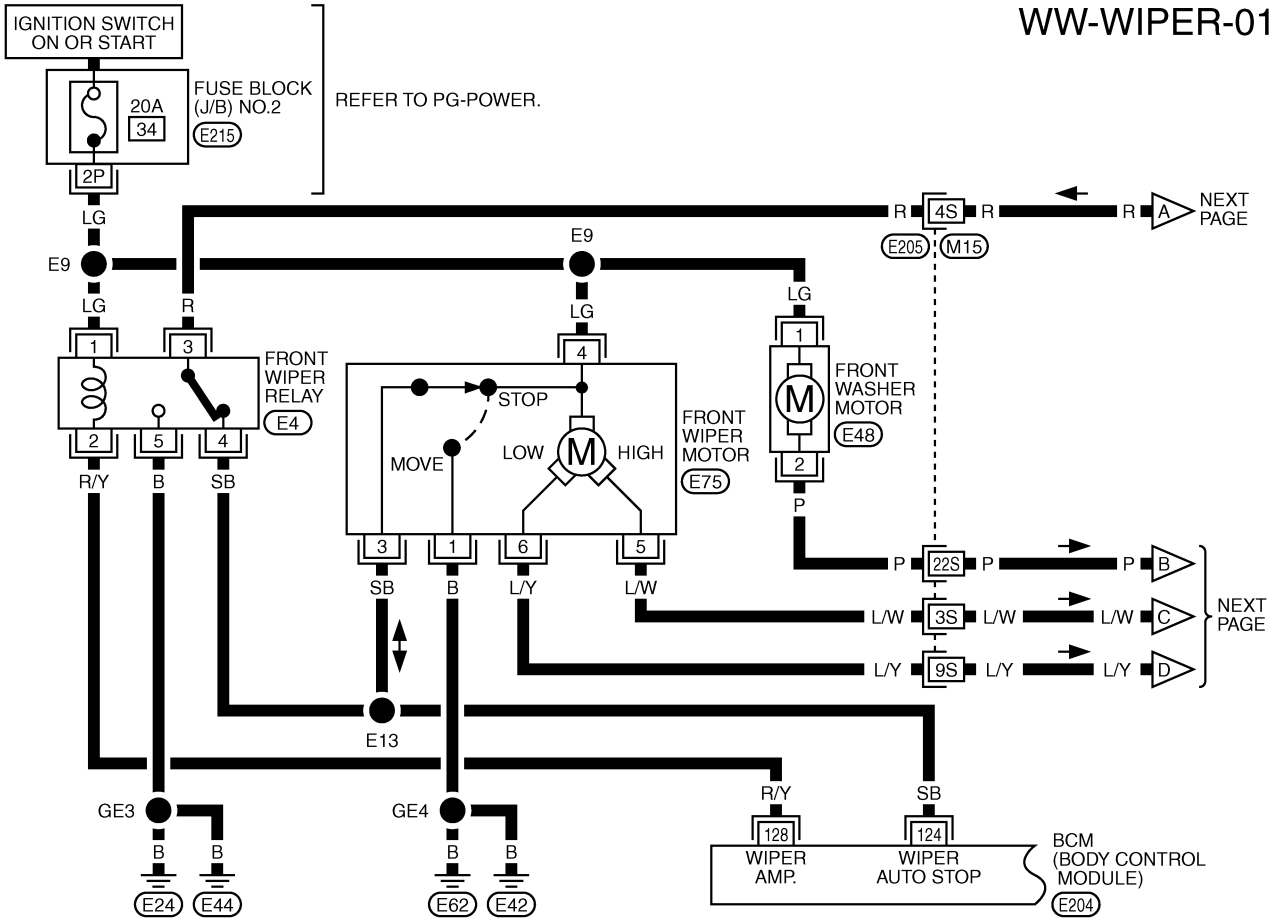 WW-WIPER-01
IGNITION SWITCH
ON OR START
FUSE BLOCK
(J/B) NO.2
E215
20A
34
2P
REFER TO PG-POWER.
LG
E9
LG
R
1
3
FRONT
WIPER
RELAY
E4
2
5
4
R/Y
B
SB
E9
LG
4
STOP
MOVE
LOW
M
HIGH
FRONT
WIPER
MOTOR
E75
3
1
6
5
SB
B
L/Y
L/W
LG
1
M
FRONT
WASHER
MOTOR
E48
2
P
R
4S
R
R
A
NEXT
PAGE
E205
M15
P
22S
P
P
B
L/W
3S
L/W
L/W
C
L/Y
9S
L/Y
L/Y
D
NEXT
PAGE
E13
GE3
B
B
E24
E44
GE4
B
B
E62
E42
R/Y
SB
128
124
WIPER
AMP.
WIPER
AUTO STOP
BCM
(BODY CONTROL
MODULE)
E204